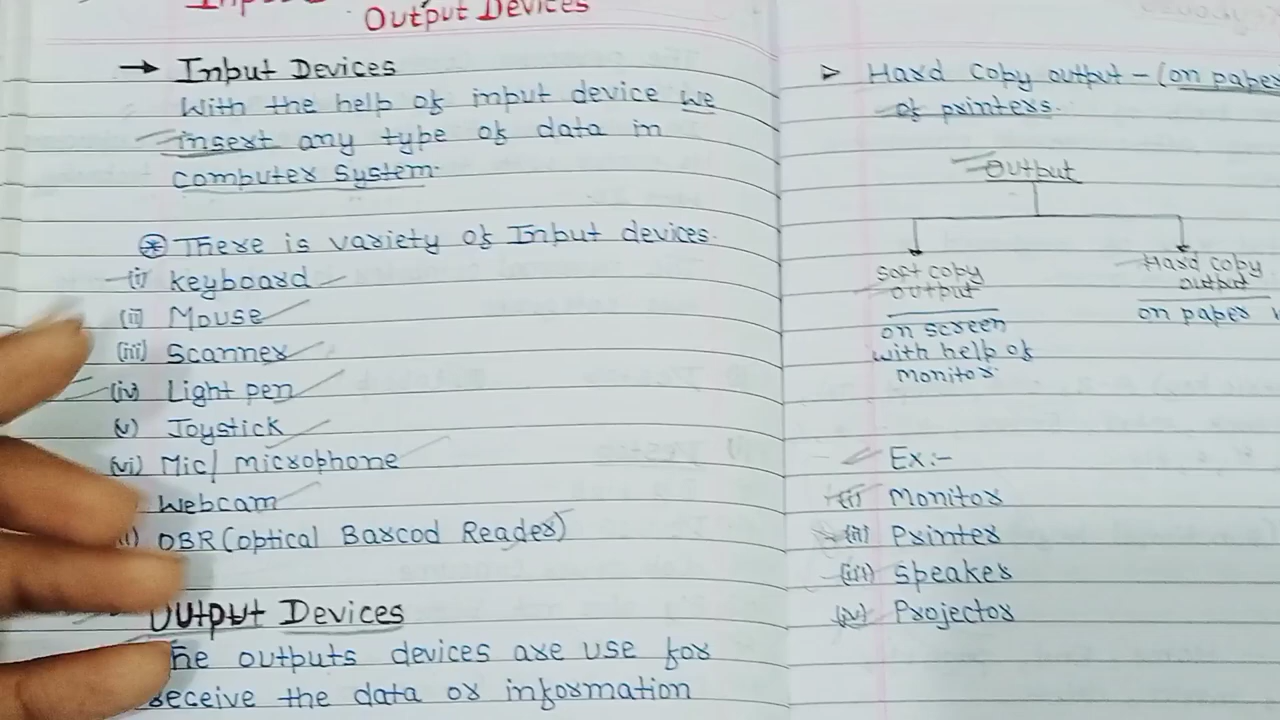 Output Devices
→ Input Devices
With the help of input device we
insert any type of data in
computer System.
There is variety of Input devices.
(i) keyboard
(ii) Mouse
(iii) Scanner
(iv) Light pen
(v) Joystick
(vi) Mic/ microphone
Webcam
OBR (Optical Barcod Reader)
Output Devices
The outputs devices are use for
receive the data or information
➢ Hard copy output - (on paper
of printers.
Output
Soft copy
output
on screen
with help of
monitor.
Hard copy
output
on paper
Ex:-
(i) Monitor
(ii) Printer
(iii) Speaker
(iv) Projector